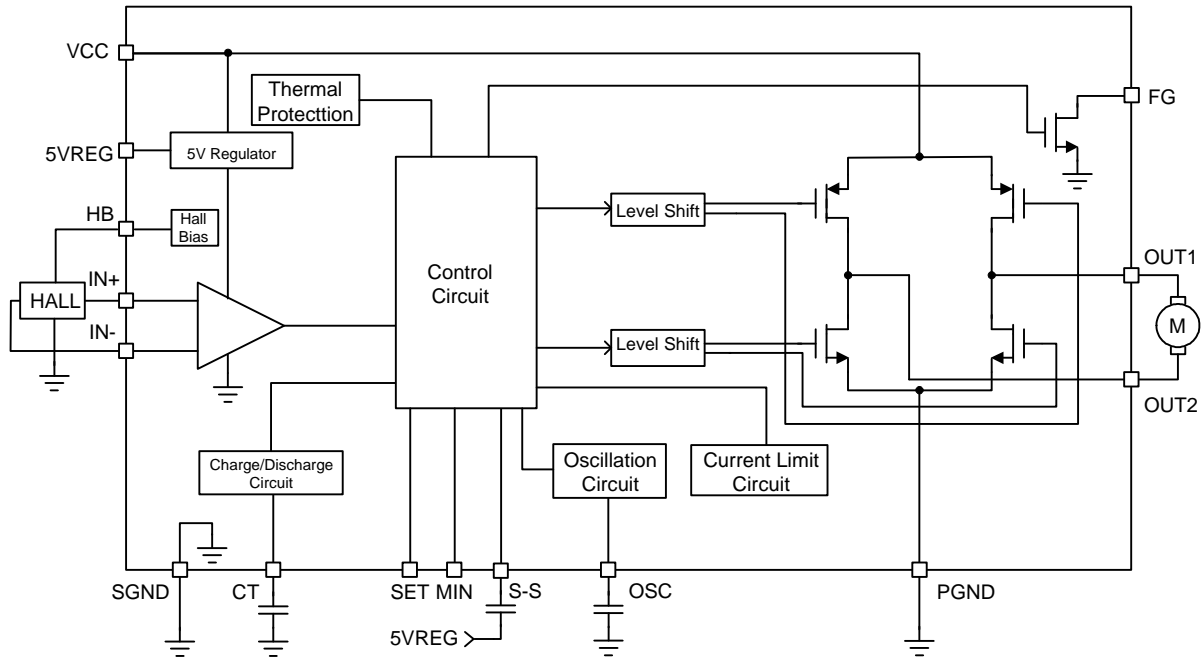 VCC
Thermal
Protecttion
FG
5VREG
5V Regulator
HB
Hall
Bias
Level Shift
IN+
HALL
IN-
Control
Circuit
OUT1
M
Level Shift
OUT2
Charge/Discharge
Circuit
Oscillation
Circuit
Current Limit
Circuit
SGND
CT
SET
MIN
S-S
OSC
PGND
5VREG